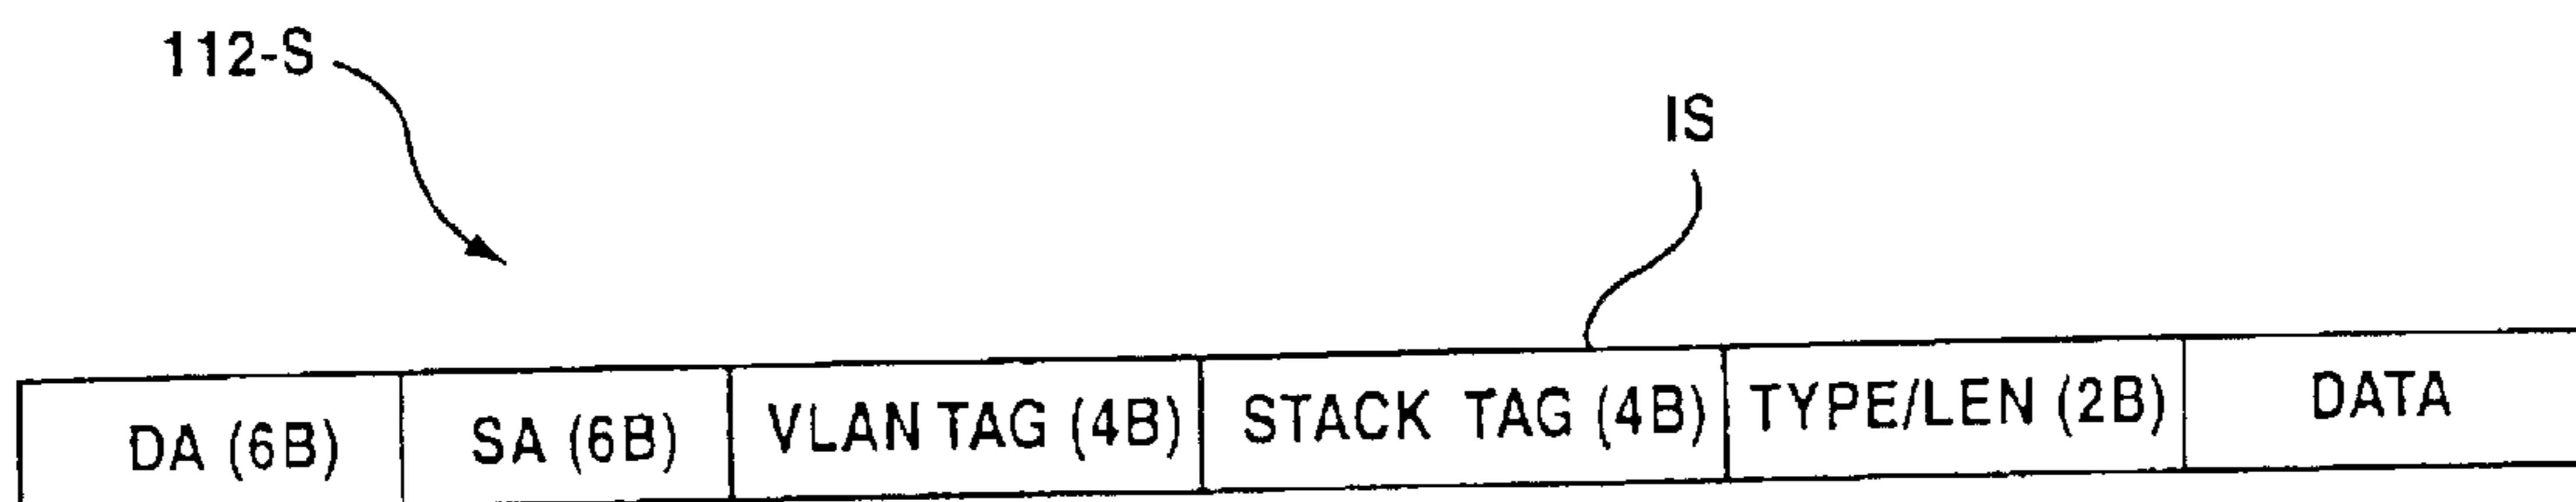 112-S
IS
DA (6B) SA (6B) VLAN TAG (4B) STACK TAG (4B) TYPE/LEN (2B) DATA